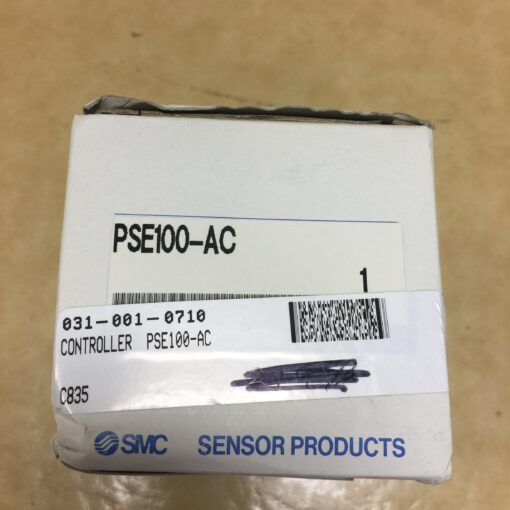 PSE100-AC
1
031-001-0710
CONTROLLER PSE100-AC
C835
SMC SENSOR PRODUCTS